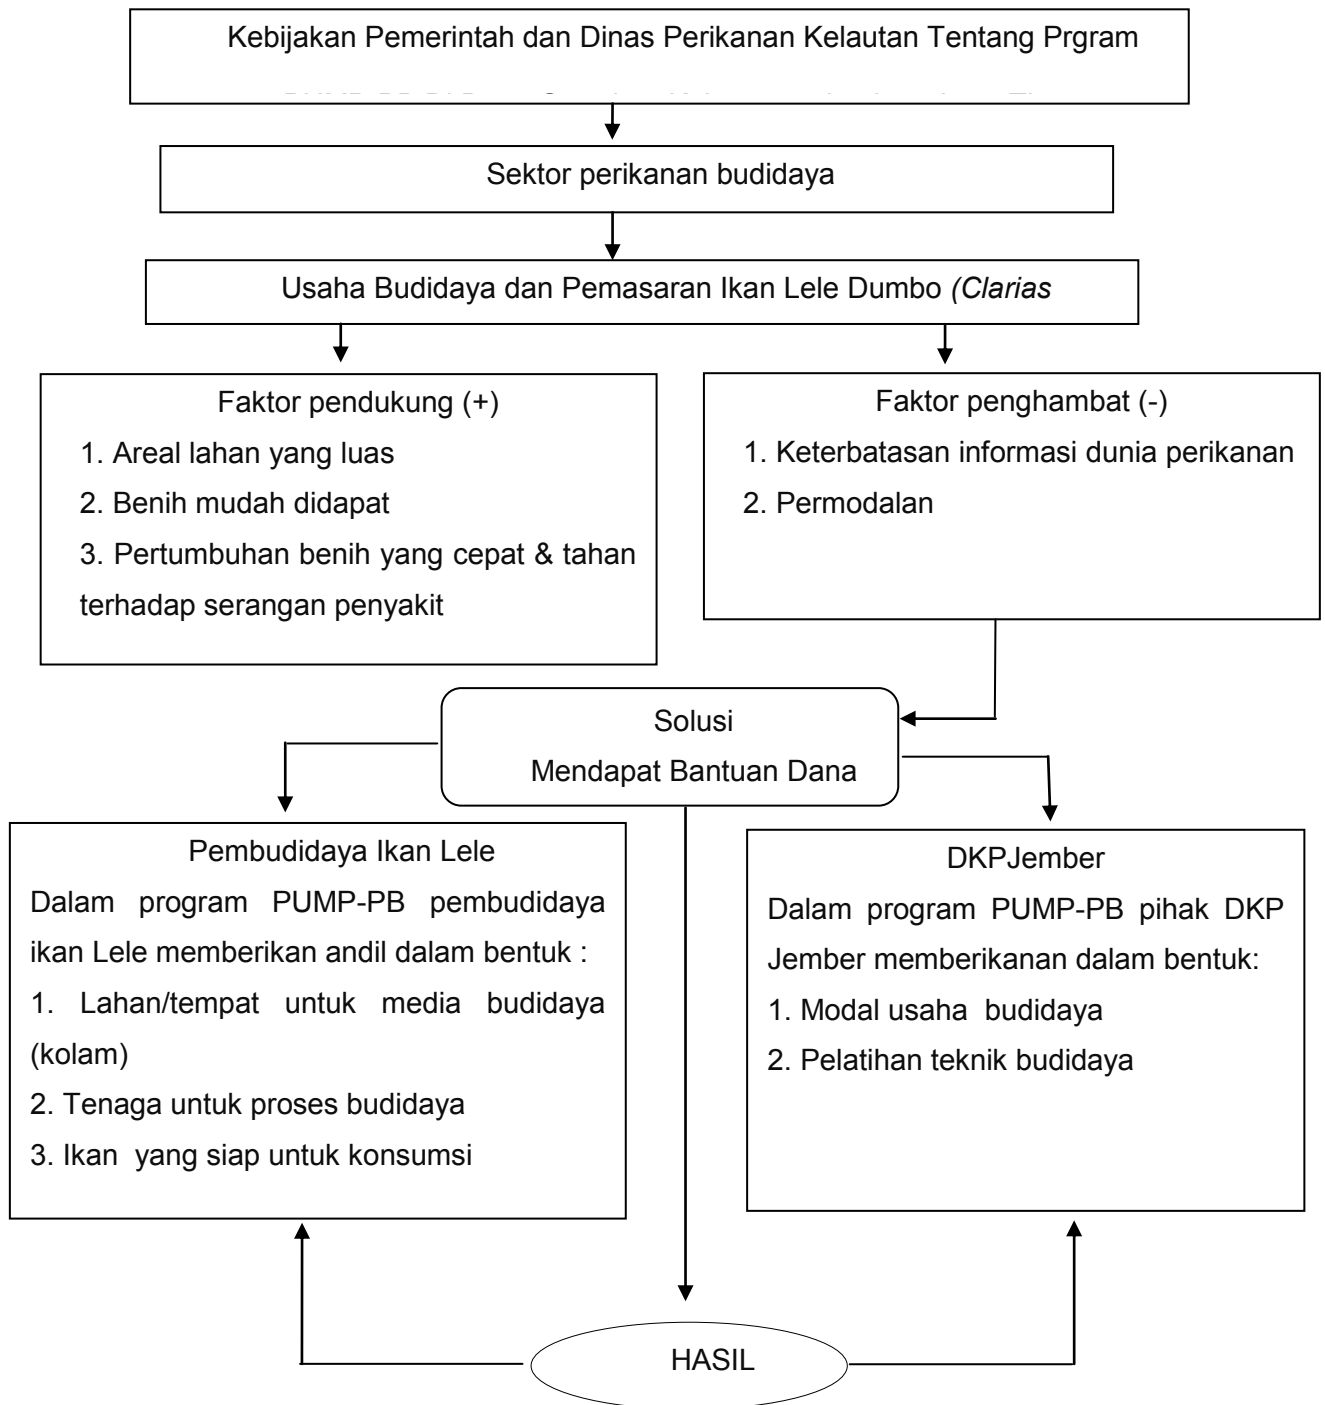 Kebijakan Pemerintah dan Dinas Perikanan Kelautan Tentang Prgram
Sektor perikanan budidaya
Usaha Budidaya dan Pemasaran Ikan Lele Dumbo (Clarias
Faktor pendukung (+)
1. Areal lahan yang luas
2. Benih mudah didapat
3. Pertumbuhan benih yang cepat & tahan
terhadap serangan penyakit
Faktor penghambat (-)
1. Keterbatasan informasi dunia perikanan
2. Permodalan
Solusi
Mendapat Bantuan Dana
Pembudidaya Ikan Lele
Dalam program PUMP-PB pembudidaya
ikan Lele memberikan andil dalam bentuk :
1. Lahan/tempat untuk media budidaya
(kolam)
2. Tenaga untuk proses budidaya
3. Ikan yang siap untuk konsumsi
DKPJember
Dalam program PUMP-PB pihak DKP
Jember memberikanan dalam bentuk:
1. Modal usaha budidaya
2. Pelatihan teknik budidaya
HASIL